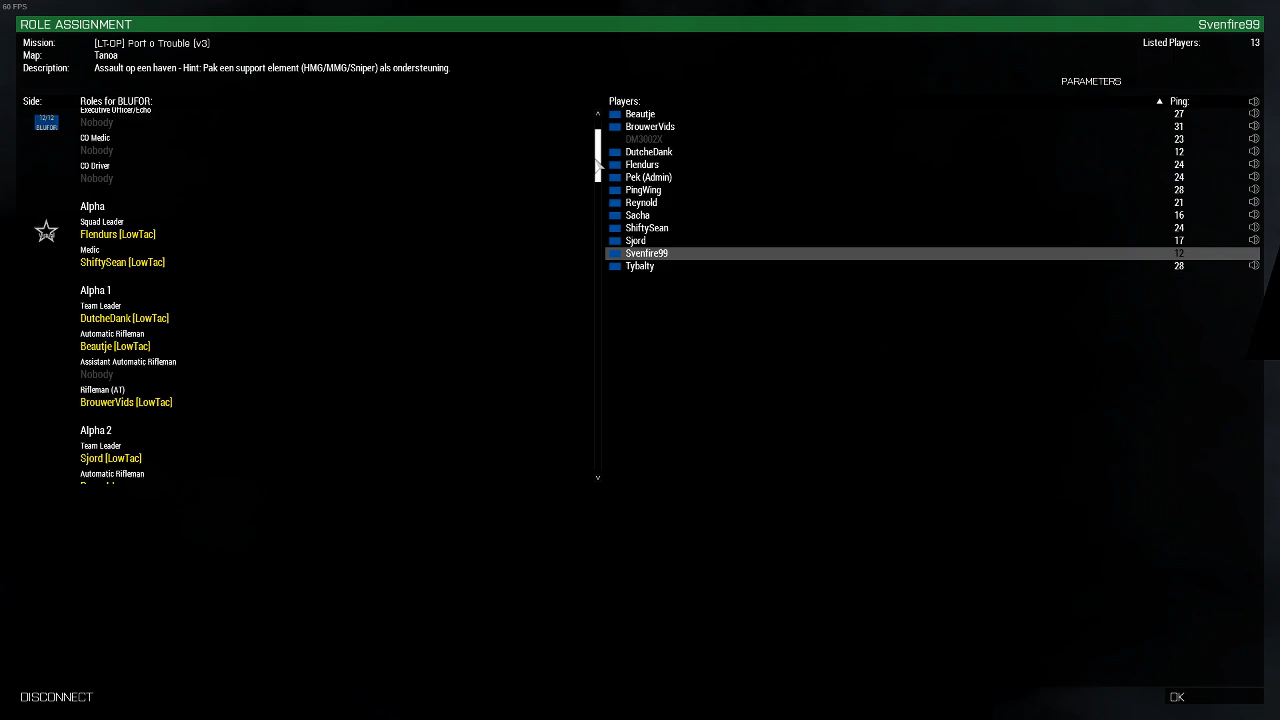 60 FPS
ROLE ASSIGNMENT Svenfire99
Mission: [LT-OP] Port o Trouble [v3] Listed Players: 13
Map: Tanoa
Description: Assault op een haven - Hint: Pak een support element (HMG/MMG/Sniper) als ondersteuning.
PARAMETERS
Side: Roles for BLUFOR: Players: Ping:
12/12
BLUFOR
Executive Officer/Echo
Nobody
CO Medic
Nobody
CO Driver
Nobody
Alpha
Squad Leader
Flendurs [LowTac]
Medic
ShiftySean [LowTac]
Alpha 1
Team Leader
DutcheDank [LowTac]
Automatic Rifleman
Beautje [LowTac]
Assistant Automatic Rifleman
Nobody
Rifleman (AT)
BrouwerVids [LowTac]
Alpha 2
Team Leader
Sjord [LowTac]
Automatic Rifleman
Beautje 27
BrouwerVids 31
DM3002X 23
DutcheDank 12
Flendurs 24
Pek (Admin) 24
PingWing 28
Reynold 21
Sacha 16
ShiftySean 24
Sjord 17
Svenfire99 12
Tybalty 28
DISCONNECT
OK